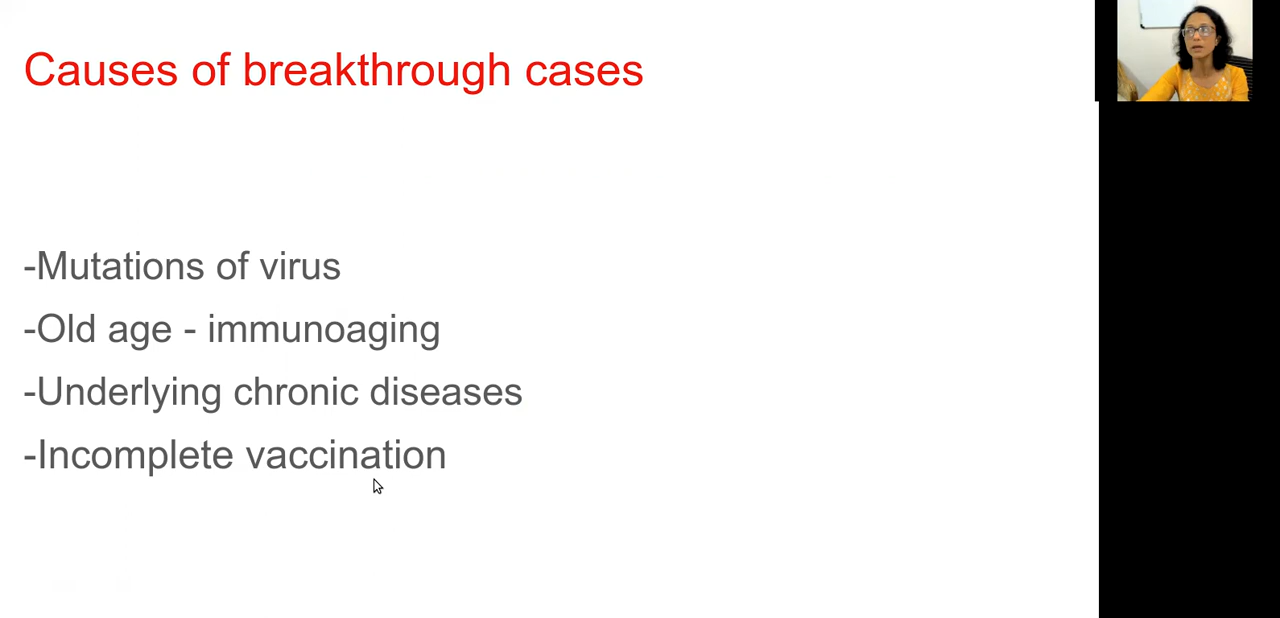 Causes of breakthrough cases
-Mutations of virus
-Old age - immunoaging
-Underlying chronic diseases
-Incomplete vaccination